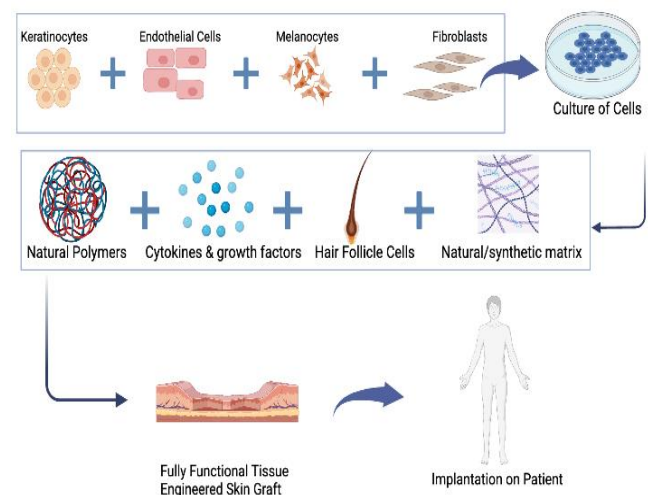 Keratinocytes
Endothelial Cells
Melanocytes
Fibroblasts
Culture of Cells
Natural Polymers
Cytokines & growth factors
Hair Follicle Cells
Natural/synthetic matrix
Fully Functional Tissue
Engineered Skin Graft
Implantation on Patient